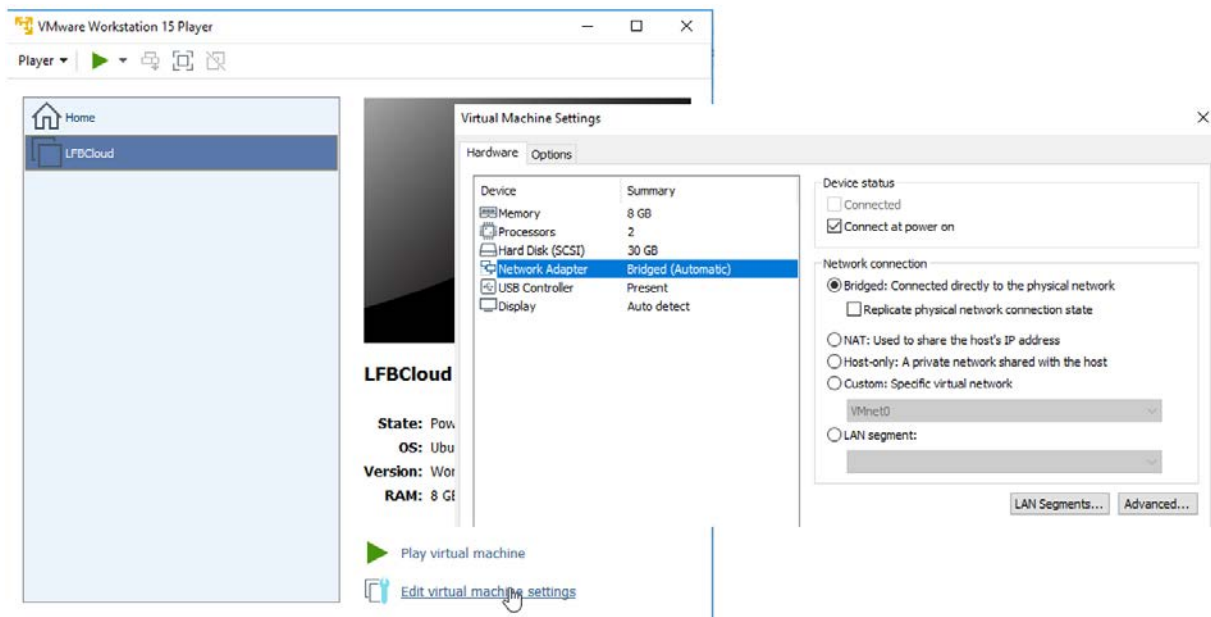 VMware Workstation 15 Player
Player
Home
LFBCloud
LFBCloud
State: Pow
OS: Ubu
Version: Wor
RAM: 8 GE
Play virtual machine
Edit virtual machine settings
Virtual Machine Settings
Hardware Options
Device Summary
Memory 8 GB
Processors 2
Hard Disk (SCSI) 30 GB
Network Adapter Bridged (Automatic)
USB Controller Present
Display Auto detect
Device status
Connected
Connect at power on
Network connection
Bridged: Connected directly to the physical network
Replicate physical network connection state
NAT: Used to share the host's IP address
Host-only: A private network shared with the host
Custom: Specific virtual network
VMnet0
LAN segment:
LAN Segments... Advanced...